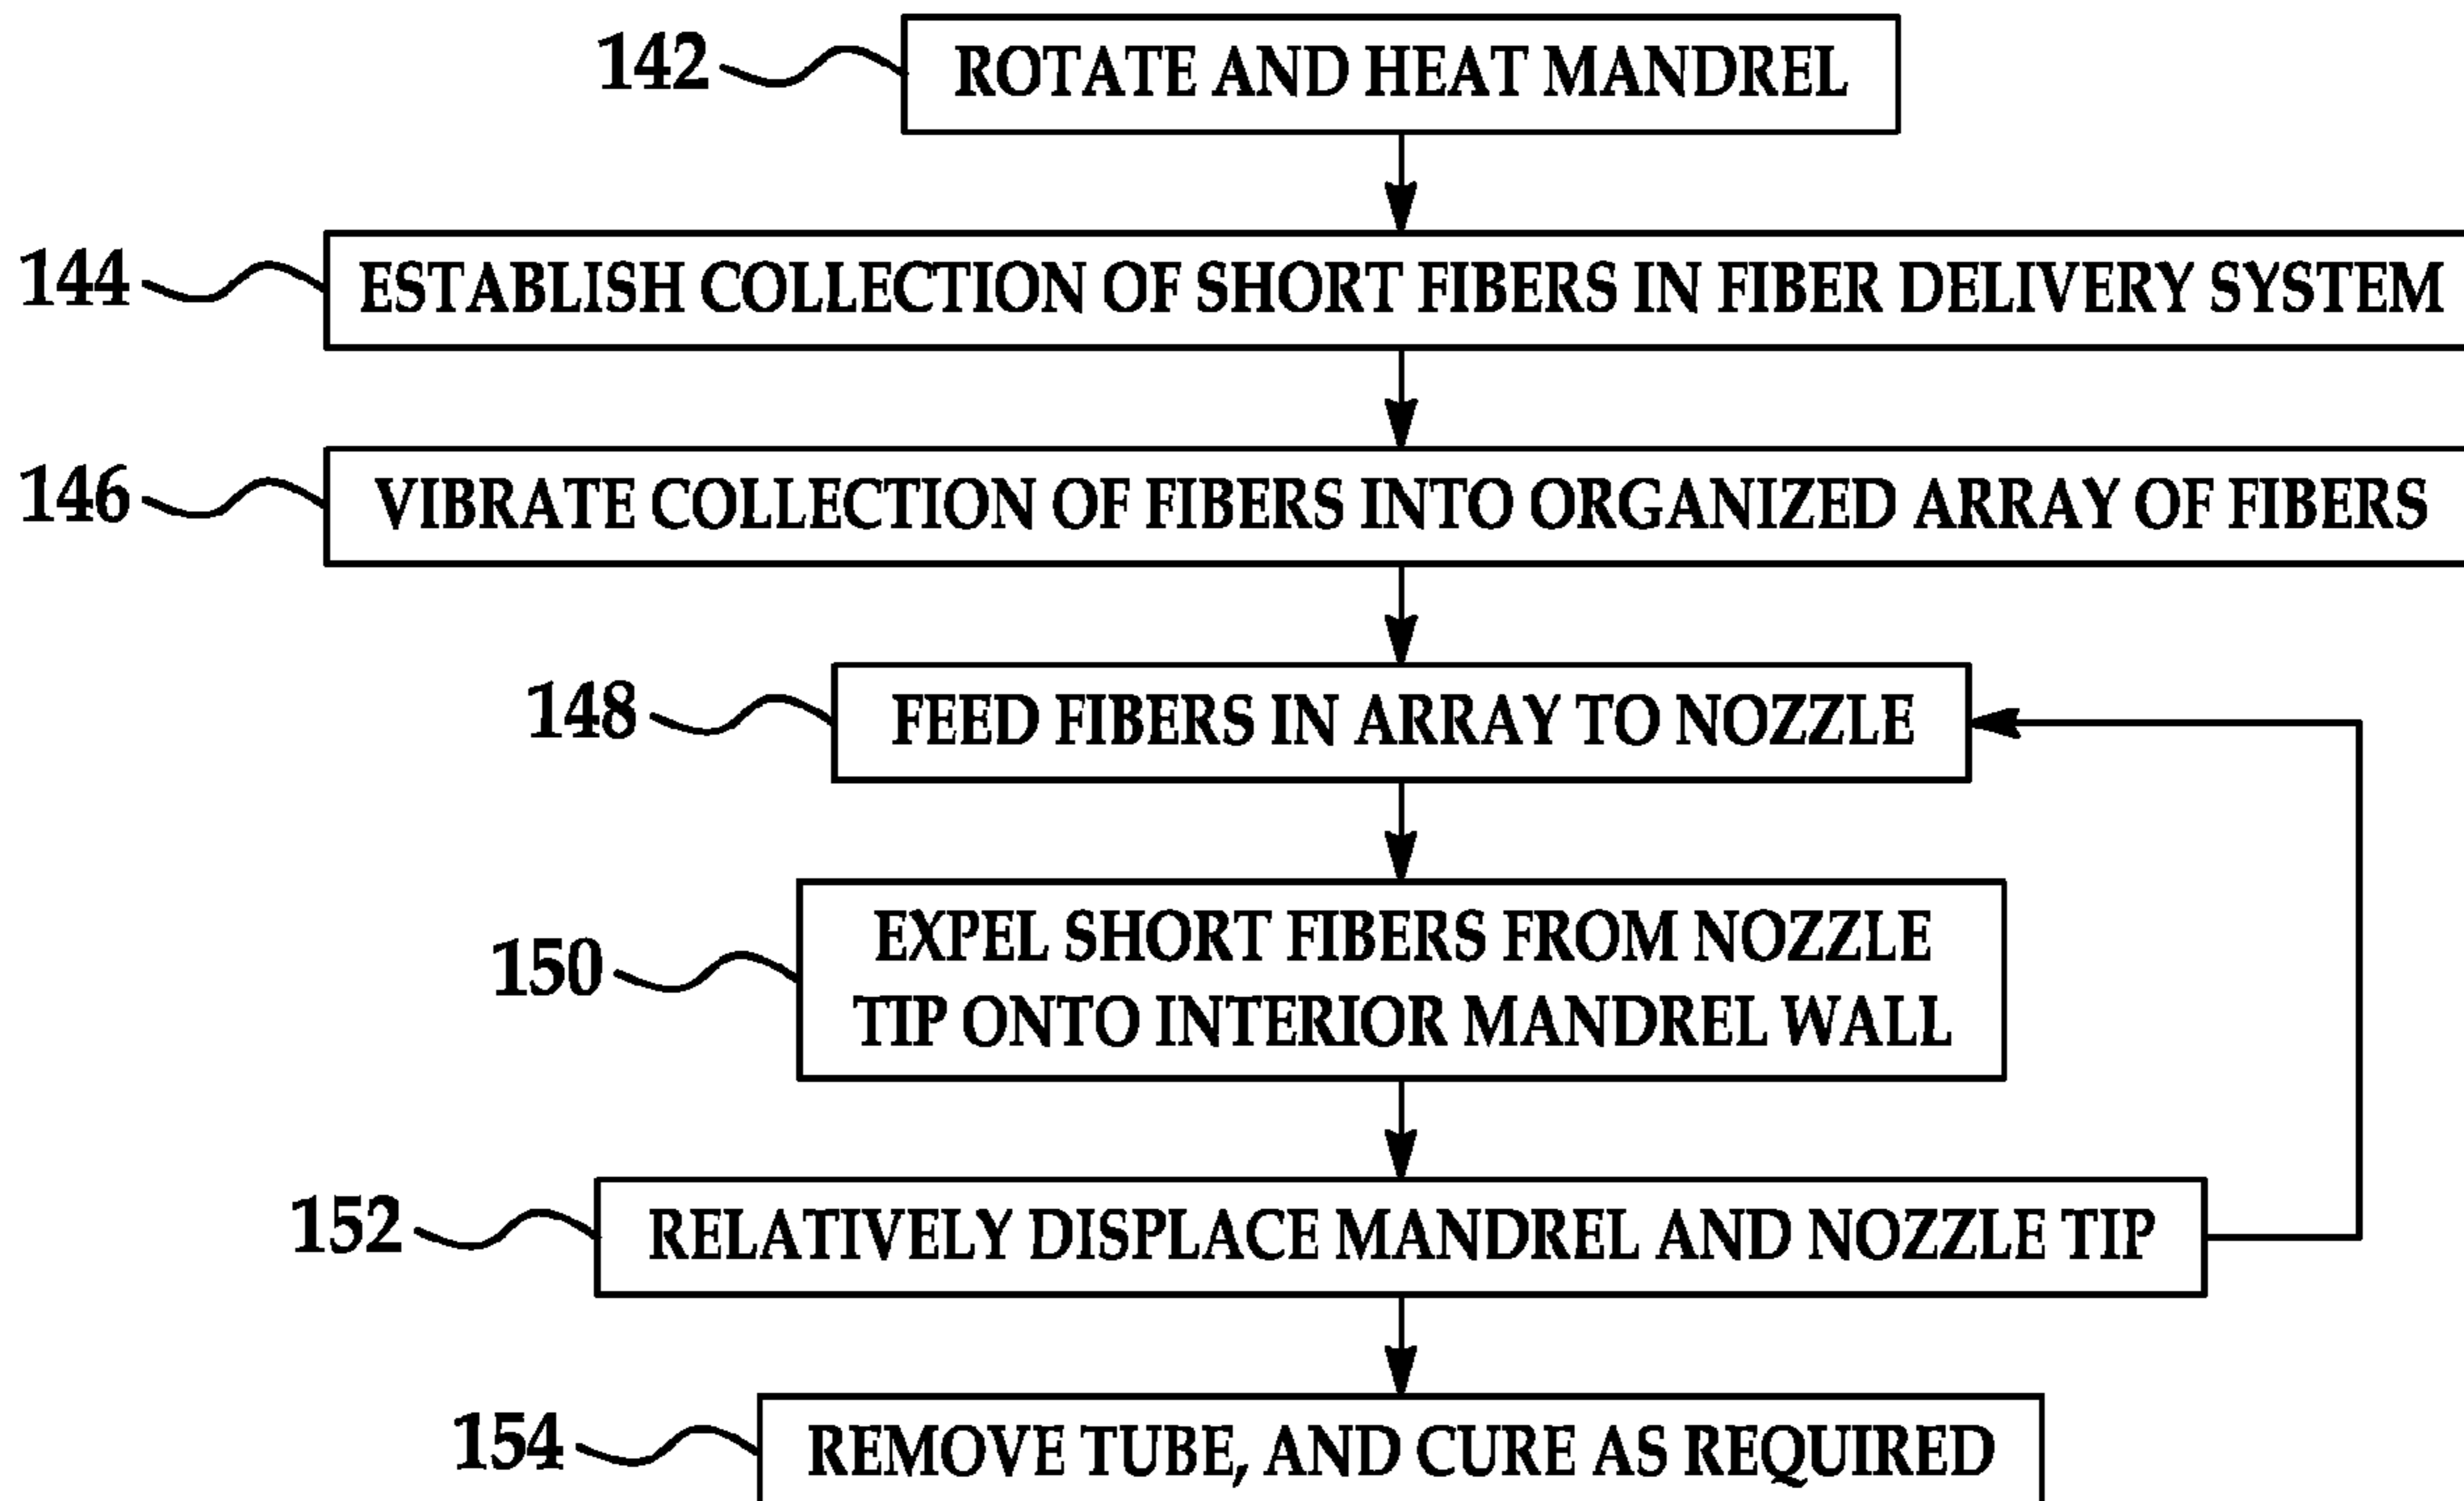 142 ROTATE AND HEAT MANDREL
144 ESTABLISH COLLECTION OF SHORT FIBERS IN FIBER DELIVERY SYSTEM
146 VIBRATE COLLECTION OF FIBERS INTO ORGANIZED ARRAY OF FIBERS
148 FEED FIBERS IN ARRAY TO NOZZLE
150 EXPEL SHORT FIBERS FROM NOZZLE
TIP ONTO INTERIOR MANDREL WALL
152 RELATIVELY DISPLACE MANDREL AND NOZZLE TIP
154 REMOVE TUBE, AND CURE AS REQUIRED